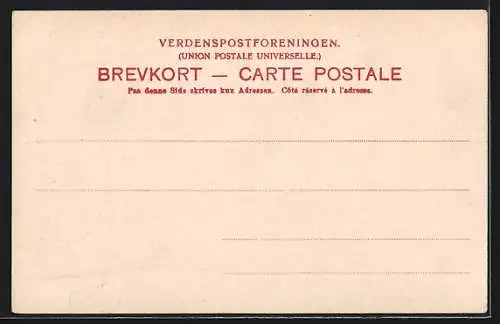 VERDENSPOSTFORENINGEN.
(UNION POSTALE UNIVERSELLE.)
BREVKORT — CARTE POSTALE
Paa denne Side skrives kun Adressen. Côté réservé à l'adresse.